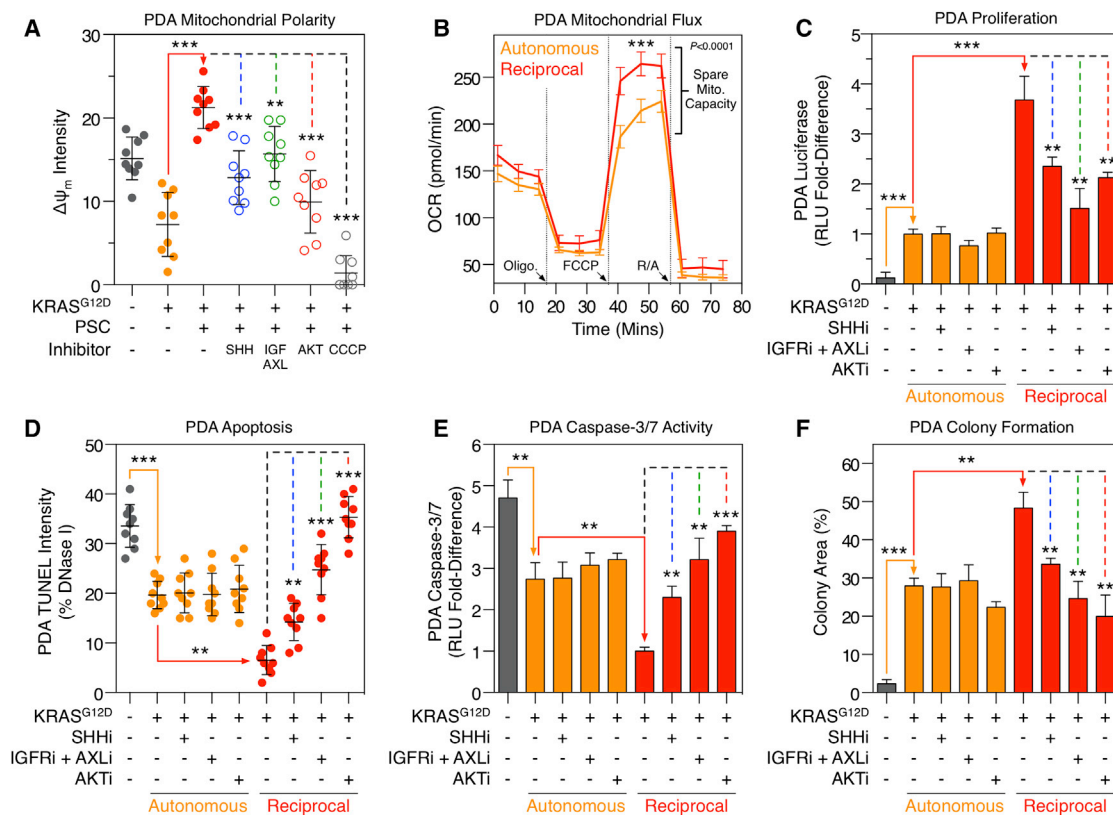 A
PDA Mitochondrial Polarity
Δψm Intensity
40
30
20
10
0
***
***
**
***
***
KRASG12D - + + + + + +
PSC - - + + + + +
Inhibitor - - - SHH IGF AXL AKT CCCP
B
PDA Mitochondrial Flux
Autonomous
Reciprocal
***
P<0.0001
Spare
Mito.
Capacity
OCR (pmol/min)
250
200
150
100
50
Oligo.
FCCP
R/A
0 10 20 30 40 50 60 70 80
Time (Mins)
C
PDA Proliferation
PDA Luciferase
(RLU Fold-Difference)
5
4
3
2
1
0
***
***
**
**
**
KRASG12D - + + + + + + + +
SHHi - - + - - - + - -
IGFRi + AXLi - - - + - - - + -
AKTi - - - - + - - - +
Autonomous
Reciprocal
D
PDA Apoptosis
PDA TUNEL Intensity
(% DNase I)
50
40
30
20
10
0
***
**
**
***
***
KRASG12D - + + + + + + + +
SHHi - - + - - - + - -
IGFRi + AXLi - - - + - - - + -
AKTi - - - - + - - - +
Autonomous
Reciprocal
E
PDA Caspase-3/7 Activity
PDA Caspase-3/7
(RLU Fold-Difference)
6
5
4
3
2
1
0
**
**
**
**
***
KRASG12D - + + + + + + + +
SHHi - - + - - - + - -
IGFRi + AXLi - - - + - - - + -
AKTi - - - - + - - - +
Autonomous
Reciprocal
F
PDA Colony Formation
Colony Area (%)
60
50
40
30
20
10
0
***
**
**
**
**
KRASG12D - + + + + + + + +
SHHi - - + - - - + - -
IGFRi + AXLi - - - + - - - + -
AKTi - - - - + - - - +
Autonomous
Reciprocal